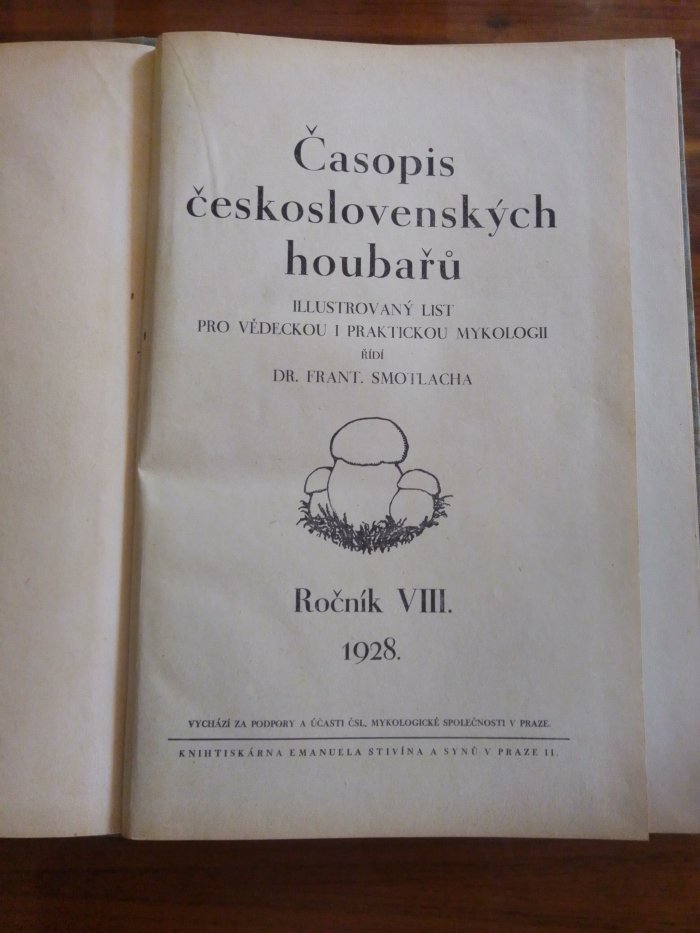 Časopis
československých
houbařů
ILLUSTROVANÝ LIST
PRO VĚDECKOU I PRAKTICKOU MYKOLOGII
ŘÍDÍ
DR. FRANT. SMOTLACHA
Ročník VIII.
1928.
VYCHÁZÍ ZA PODPORY A ÚČASTI ČSL. MYKOLOGICKÉ SPOLEČNOSTI V PRAZE.
KNIHTISKÁRNA EMANUELA STIVÍNA A SYNŮ V PRAZE II.